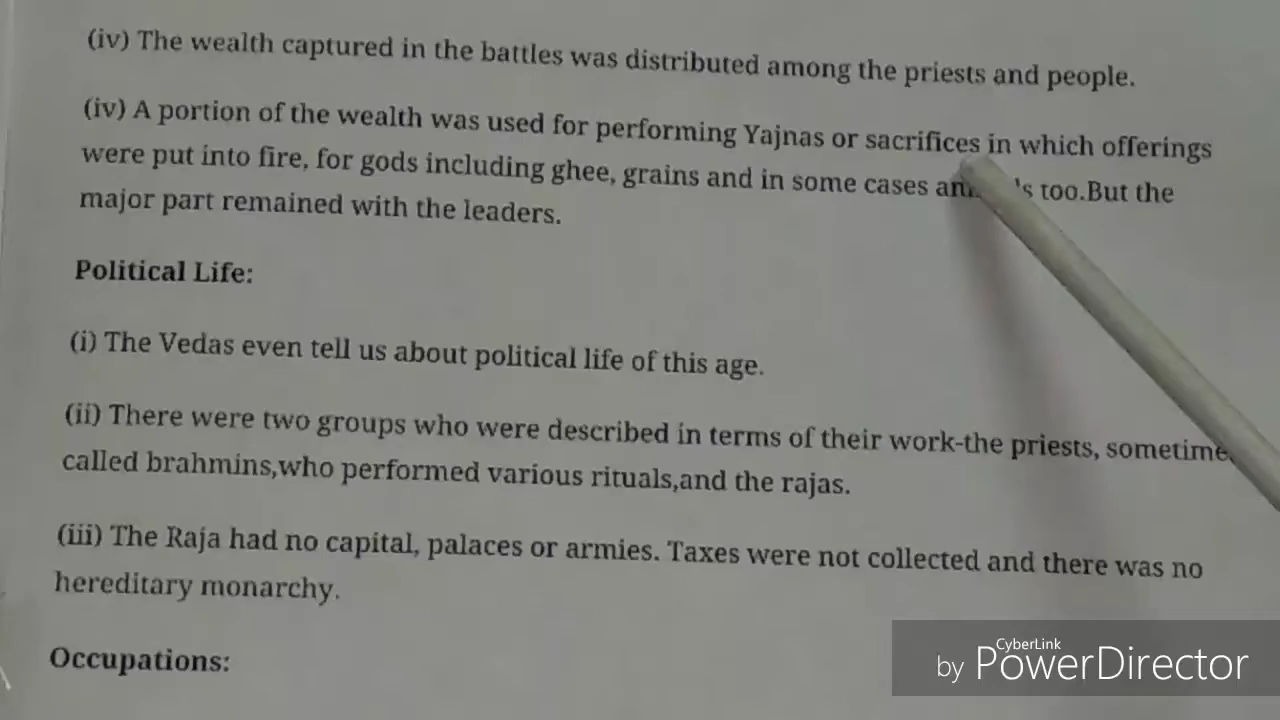 (iv) The wealth captured in the battles was distributed among the priests and people.
(iv) A portion of the wealth was used for performing Yajnas or sacrifices in which offerings
were put into fire, for gods including ghee, grains and in some cases too.But the
major part remained with the leaders.
Political Life:
(i) The Vedas even tell us about political life of this age.
(ii) There were two groups who were described in terms of their work-the priests, sometime
called brahmins,who performed various rituals,and the rajas.
(iii) The Raja had no capital, palaces or armies. Taxes were not collected and there was no
hereditary monarchy.
Occupations:
CyberLink
by PowerDirector